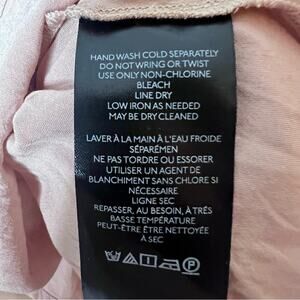 HAND WASH COLD SEPARATELY
DO NOT WRING OR TWIST
USE ONLY NON-CHLORINE
BLEACH
LINE DRY
LOW IRON AS NEEDED
MAY BE DRY CLEANED
LAVER À LA MAIN À L'EAU FROIDE
SÉPARÉMEN
NE PAS TORDRE OU ESSORER
UTILISER UN AGENT DE
BLANCHIMENT SANS CHLORE SI
NÉCESSAIRE
LIGNE SEC
REPASSER, AU BESOIN, À TRÉS
BASSE TEMPÉRATURE
PEUT-ÊTRE ÊTRE NETTOYÉ
À SEC